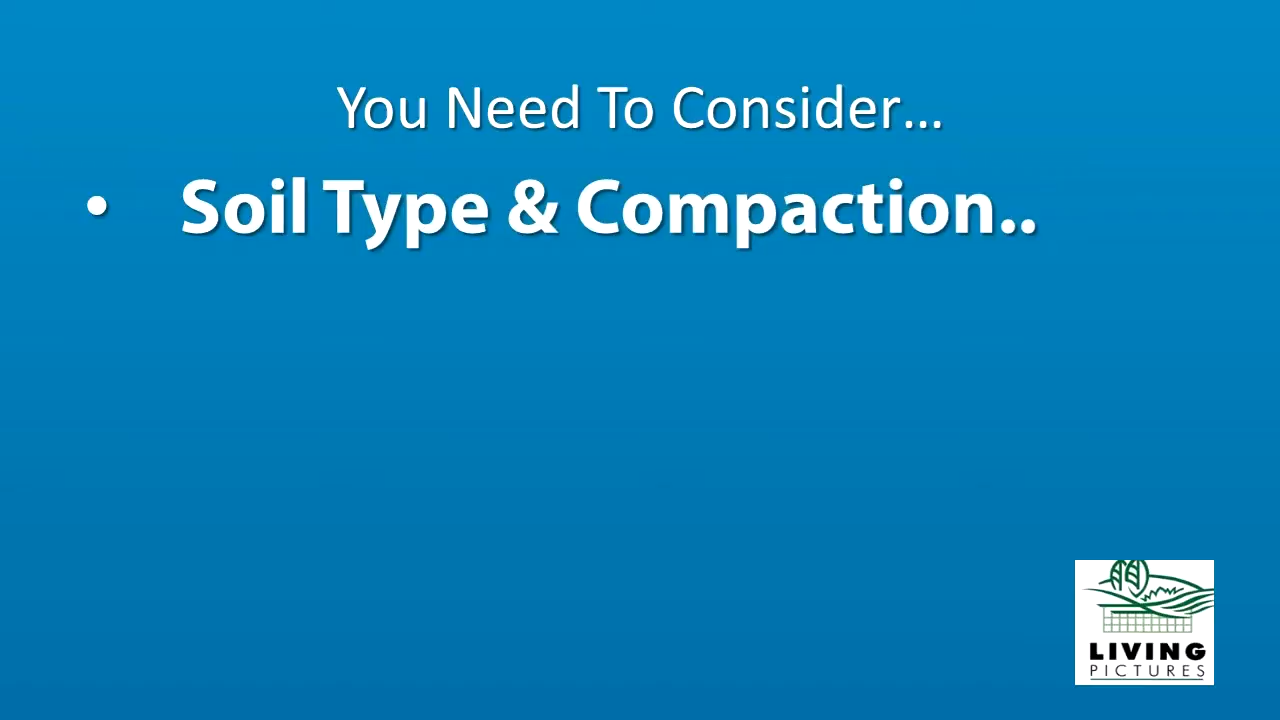 You Need To Consider…
• Soil Type & Compaction..
LIVING
PICTURES